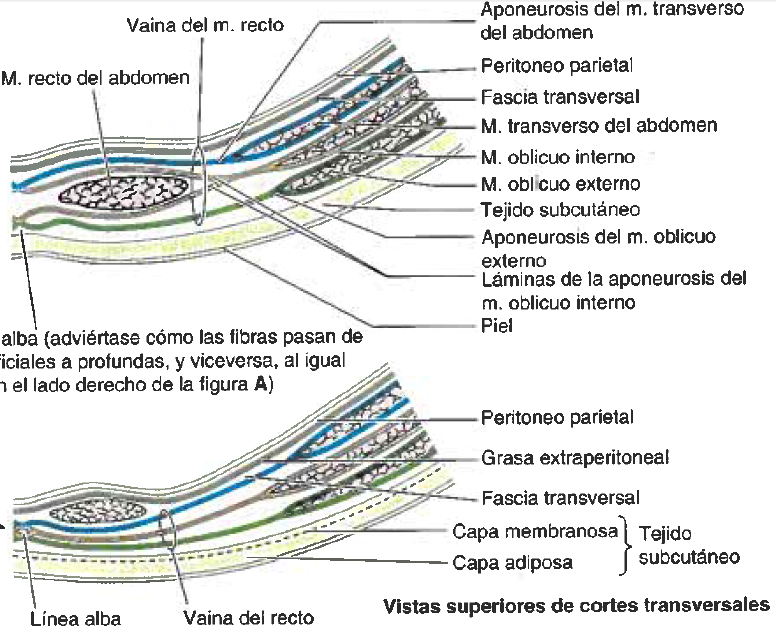 Vaina del m. recto
Aponeurosis del m. transverso
del abdomen
M. recto del abdomen
Peritoneo parietal
Fascia transversal
M. transverso del abdomen
M. oblicuo interno
M. oblicuo externo
Tejido subcutáneo
Aponeurosis del m. oblicuo
externo
Láminas de la aponeurosis del
m. oblicuo interno
Piel
alba (adviértase cómo las fibras pasan de
ficiales a profundas, y viceversa, al igual
n el lado derecho de la figura A)
Peritoneo parietal
Grasa extraperitoneal
Fascia transversal
Capa membranosa
Capa adiposa
Tejido
subcutáneo
Línea alba
Vaina del recto
Vistas superiores de cortes transversales